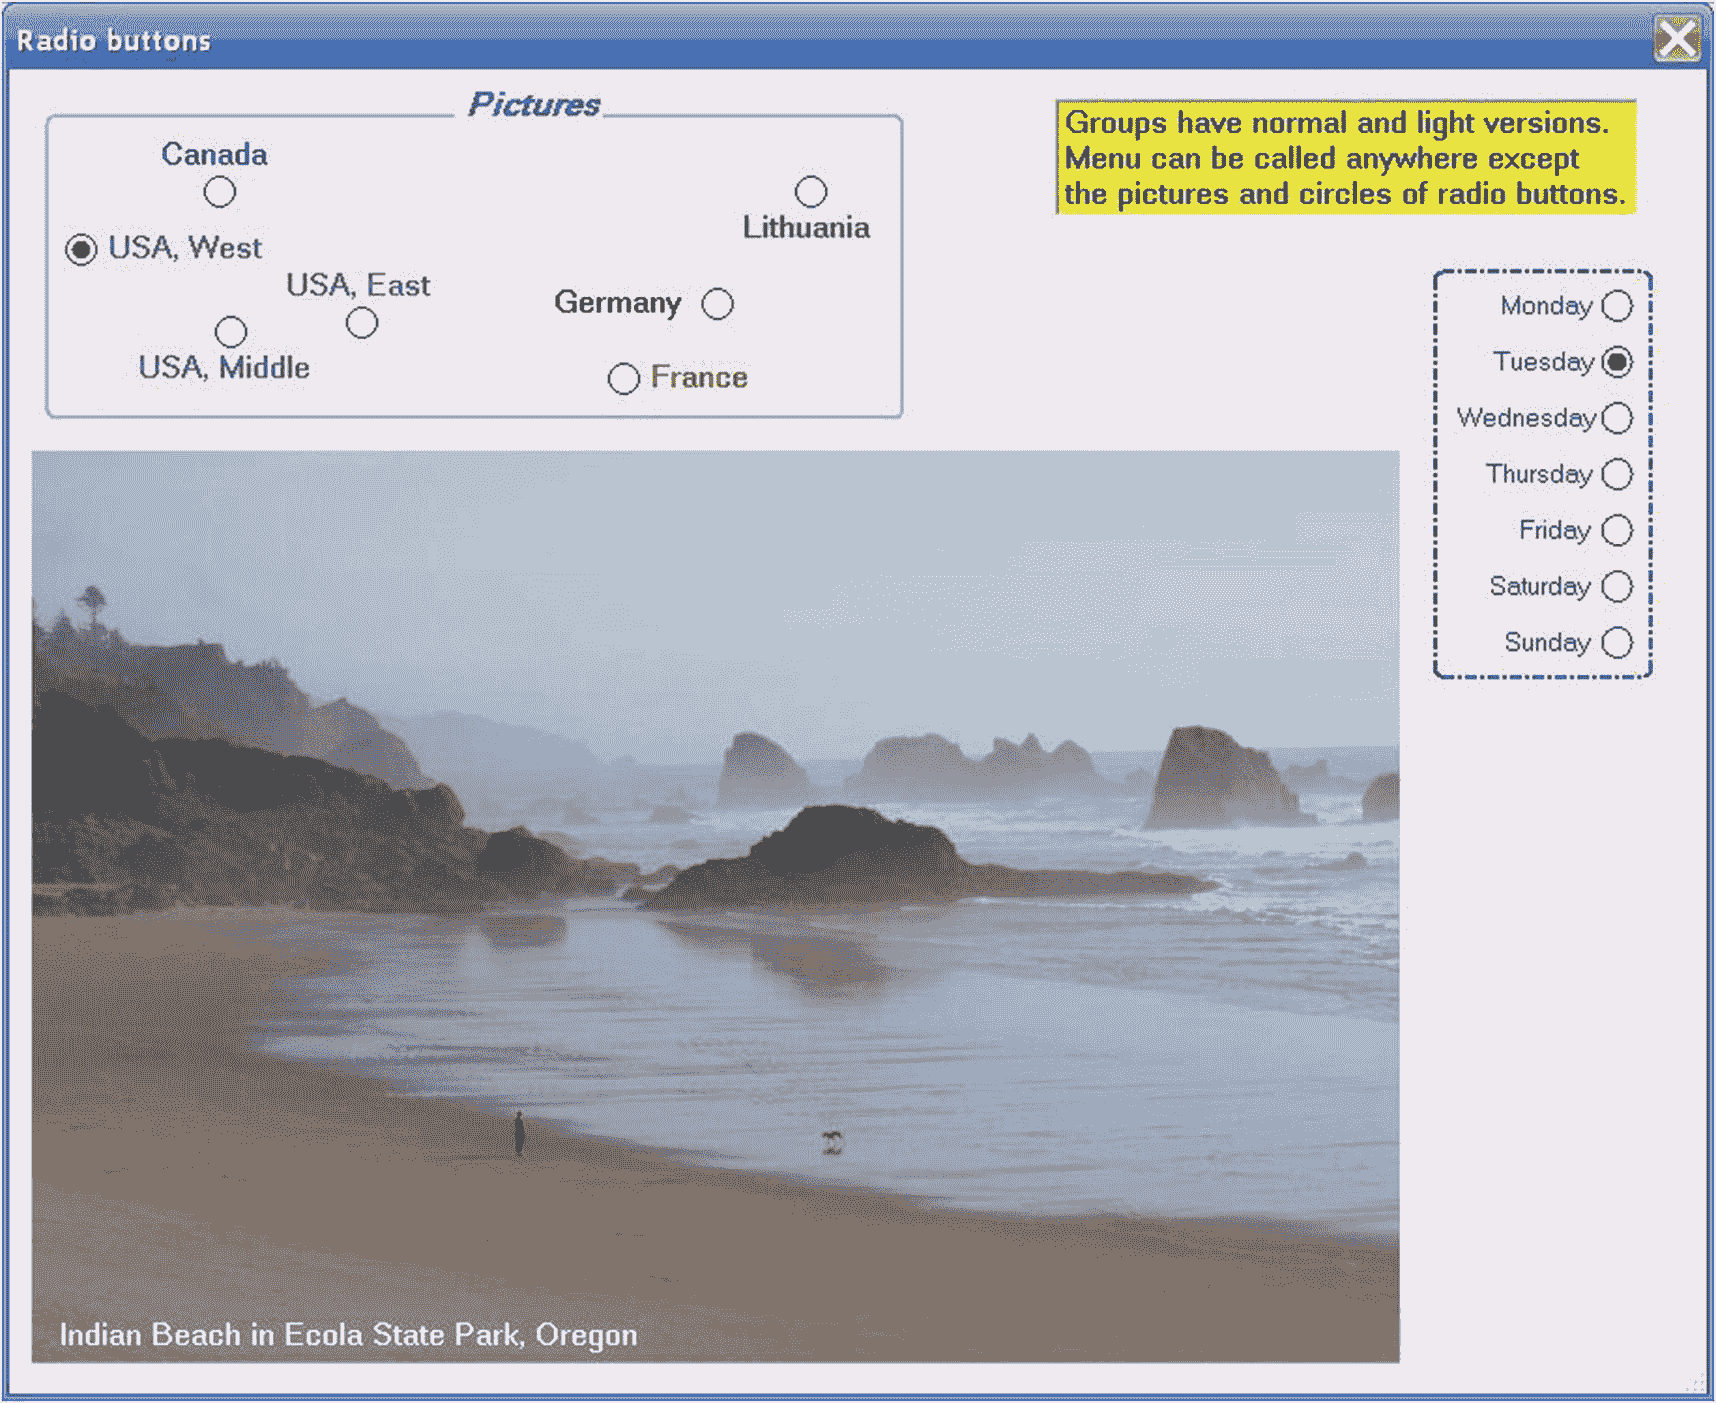 Radio buttons
Pictures
Canada
Lithuania
USA, West
USA, East
Germany
USA, Middle
France
Groups have normal and light versions.
Menu can be called anywhere except
the pictures and circles of radio buttons.
Monday
Tuesday
Wednesday
Thursday
Friday
Saturday
Sunday
Indian Beach in Ecola State Park, Oregon